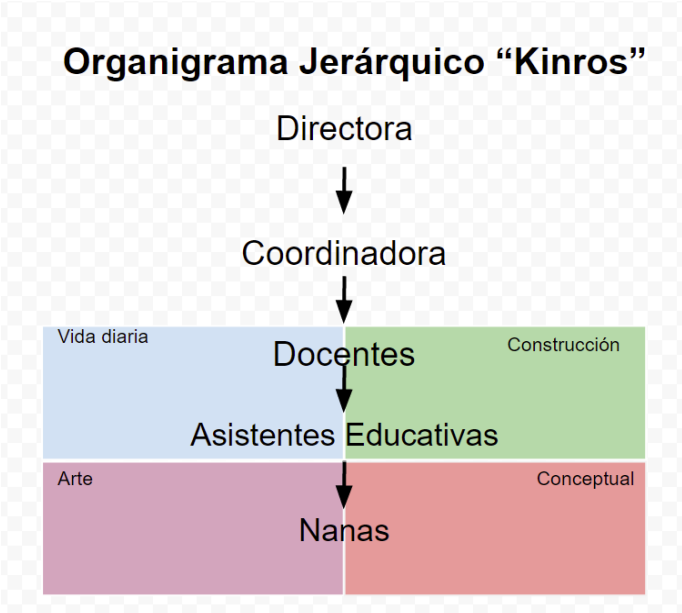 Organigrama Jerárquico “Kinros”
Directora
Coordinadora
Vida diaria
Docentes
Construcción
Asistentes Educativas
Arte
Conceptual
Nanas